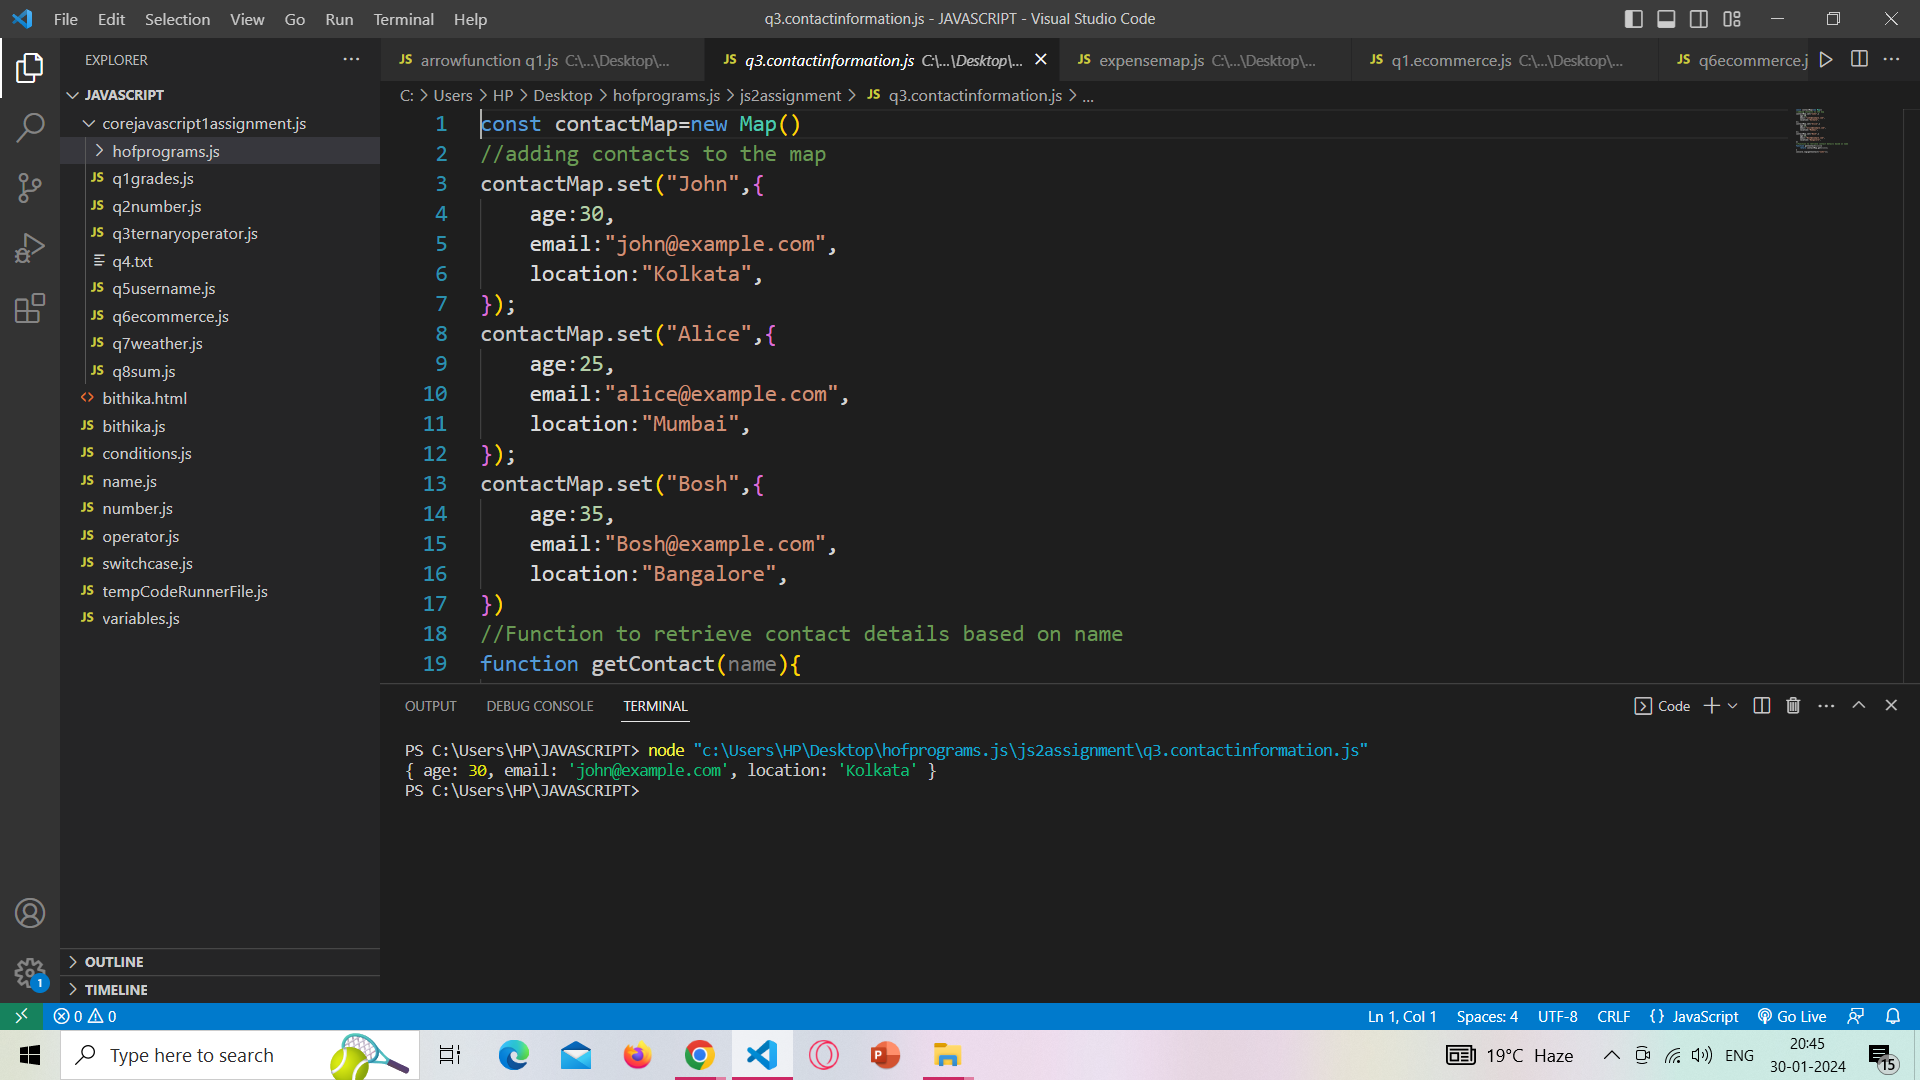 File Edit Selection View Go Run Terminal Help
q3.contactinformation.js - JAVASCRIPT - Visual Studio Code
EXPLORER
JAVASCRIPT
corejavascript1assignment.js
hofprograms.js
JS q1grades.js
JS q2number.js
JS q3ternaryoperator.js
q4.txt
JS q5username.js
JS q6ecommerce.js
JS q7weather.js
JS q8sum.js
bithika.html
JS bithika.js
JS conditions.js
JS name.js
JS number.js
JS operator.js
JS switchcase.js
JS tempCodeRunnerFile.js
JS variables.js
OUTLINE
TIMELINE
1
JS arrowfunction q1.js C:\...\Desktop\...
JS q3.contactinformation.js C:\...\Desktop\...
JS expensemap.js C:\...\Desktop\...
JS q1.ecommerce.js C:\...\Desktop\...
JS q6ecommerce.j
C: > Users > HP > Desktop > hofprograms.js > js2assignment > JS q3.contactinformation.js > ...
1 const contactMap=new Map()
2 //adding contacts to the map
3 contactMap.set("John",{
4 age:30,
5 email:"john@example.com",
6 location:"Kolkata",
7 });
8 contactMap.set("Alice",{
9 age:25,
10 email:"alice@example.com",
11 location:"Mumbai",
12 });
13 contactMap.set("Bosh",{
14 age:35,
15 email:"Bosh@example.com",
16 location:"Bangalore",
17 })
18 //Function to retrieve contact details based on name
19 function getContact(name){
OUTPUT DEBUG CONSOLE TERMINAL
Code
PS C:\Users\HP\JAVASCRIPT> node "c:\Users\HP\Desktop\hofprograms.js\js2assignment\q3.contactinformation.js"
{ age: 30, email: 'john@example.com', location: 'Kolkata' }
PS C:\Users\HP\JAVASCRIPT>
0 0
Ln 1, Col 1 Spaces: 4 UTF-8 CRLF {} JavaScript Go Live
Type here to search
19°C Haze
ENG
20:45
30-01-2024
15